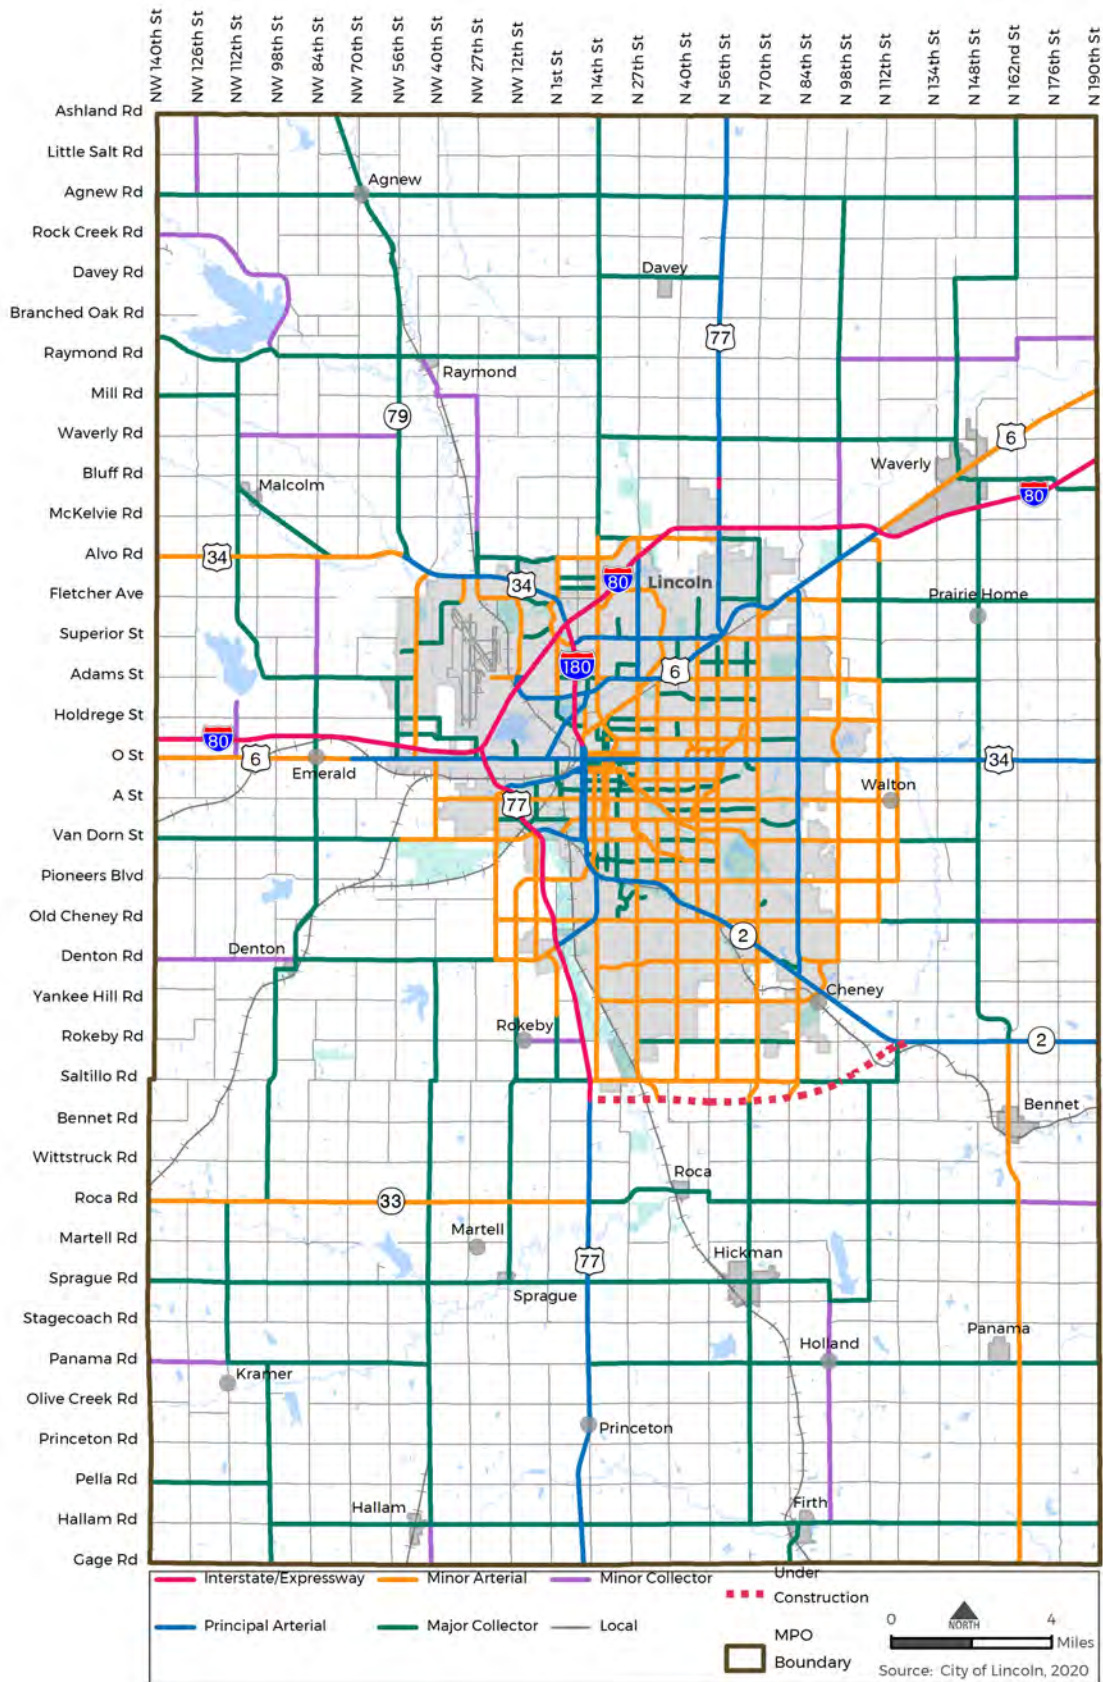 NW 140th St
NW 126th St
NW 112th St
NW 98th St
NW 84th St
NW 70th St
NW 56th St
NW 40th St
NW 27th St
NW 12th St
N 1st St
N 14th St
N 27th St
N 40th St
N 56th St
N 70th St
N 84th St
N 968th St
N 112th St
N 134th St
N 148th St
N 162nd St
N 176th St
N 190th St
Ashland Rd
Little Salt Rd
Agnew Rd
Rock Creek Rd
Davey Rd
Branched Oak Rd
Raymond Rd
Mill Rd
Waverly Rd
Bluff Rd
McKelvie Rd
Alvo Rd
Fletcher Ave
Superior St
Adams St
Holdrege St
O St
A St
Van Dorn St
Pioneers Blvd
Old Cheney Rd
Denton Rd
Yankee Hill Rd
Rokeby Rd
Saltillo Rd
Bennet Rd
Wittstruck Rd
Roca Rd
Martell Rd
Sprague Rd
Stagecoach Rd
Panama Rd
Olive Creek Rd
Princeton Rd
Pella Rd
Hallam Rd
Gage Rd
Agnew
Davey
77
Raymond
79
6
Waverly
Malcolm
80
34
34
80
Lincoln
Prairie Home
180
6
80
6
Emerald
34
77
Walton
2
Denton
Cheney
Rokeby
2
Bennet
Roca
33
Martell
Hickman
77
Sprague
Holland
Panama
Kramer
Princeton
Hallam
Firth
Interstate/Expressway
Minor Arterial
Minor Collector
Under
Construction
Principal Arterial
Major Collector
Local
MPO
Boundary
0
4
NORTH
Miles
Source: City of Lincoln, 2020